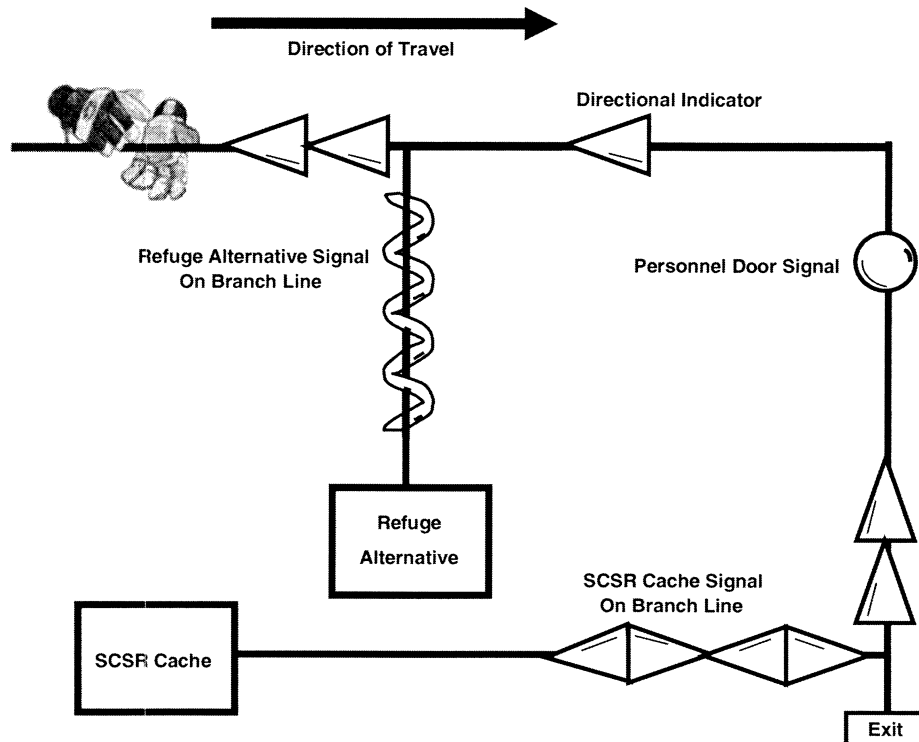 Direction of Travel
Directional Indicator
Refuge Alternative Signal
On Branch Line
Personnel Door Signal
Refuge
Alternative
SCSR Cache Signal
On Branch Line
SCSR Cache
Exit